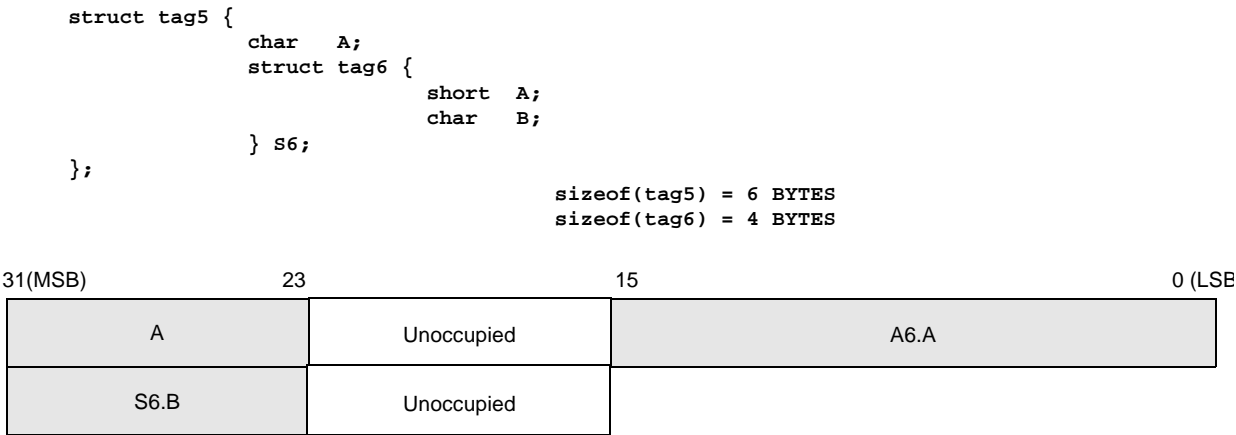 struct tag5 {
char A;
struct tag6 {
short A;
char B;
} S6;
};
sizeof(tag5) = 6 BYTES
sizeof(tag6) = 4 BYTES
31(MSB) 23 15 0 (LSB
A Unoccupied A6.A
S6.B Unoccupied